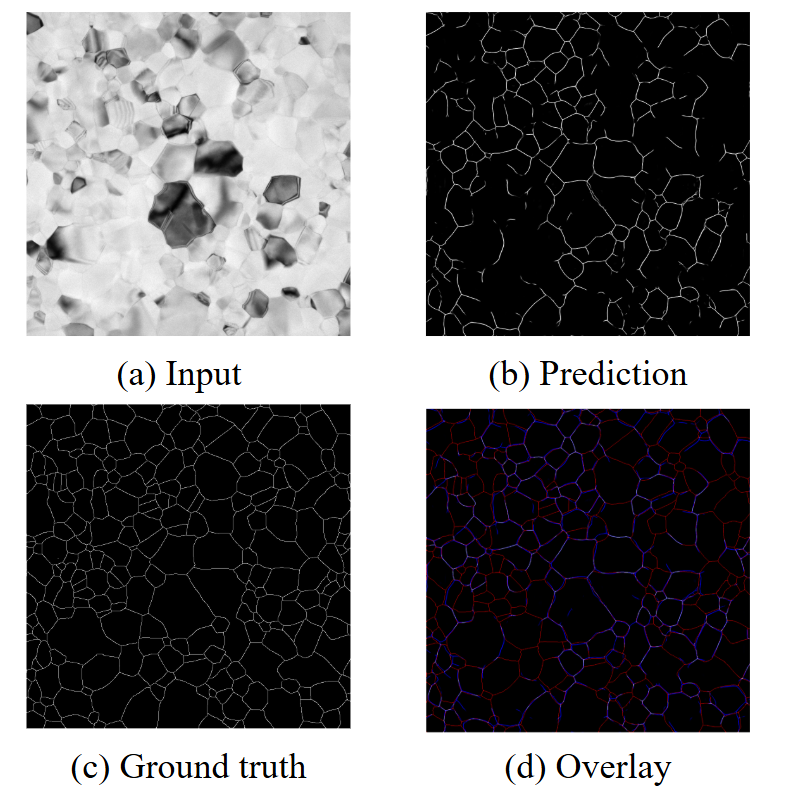 (a) Input
(b) Prediction
(c) Ground truth
(d) Overlay